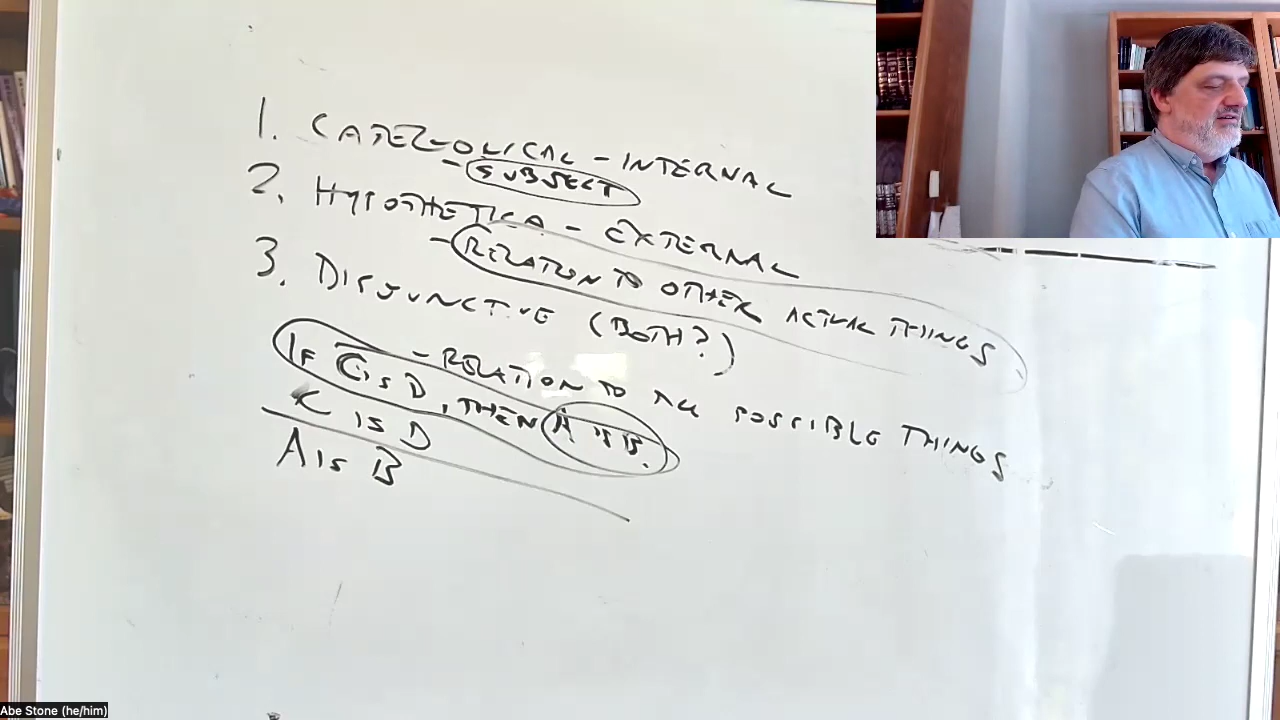 1. CATEGORICAL - INTERNAL
- SUBJECT
2. HYPOTHETICAL - EXTERNAL
- RELATION TO OTHER ACTUAL THINGS
3. DISJUNCTIVE (BOTH?)
- RELATION TO ALL POSSIBLE THINGS
IF C IS D, THEN A IS B.
C IS D
A IS B
Abe Stone (he/him)